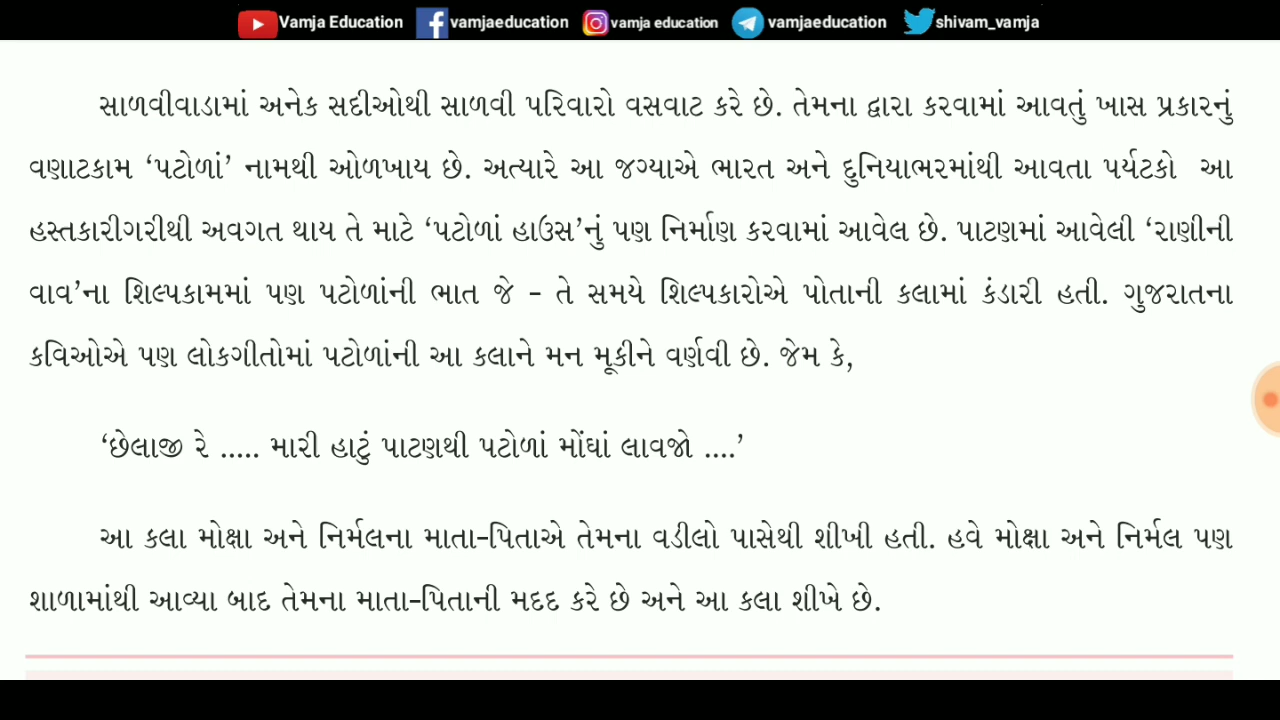 Vamja Education vamjaeducation vamja education vamjaeducation shivam_vamja
સાળવીવાડામાં અનેક સદીઓથી સાળવી પરિવારો વસવાટ કરે છે. તેમના દ્વારા કરવામાં આવતું ખાસ પ્રકારનું
વણાટકામ ‘પટોળાં’ નામથી ઓળખાય છે. અત્યારે આ જગ્યાએ ભારત અને દુનિયાભરમાંથી આવતા પર્યટકો આ
હસ્તકારીગરીથી અવગત થાય તે માટે ‘પટોળાં હાઉસ’નું પણ નિર્માણ કરવામાં આવેલ છે. પાટણમાં આવેલી ‘રાણીની
વાવ’ના શિલ્પકામમાં પણ પટોળાંની ભાત જે - તે સમયે શિલ્પકારોએ પોતાની કલામાં કંડારી હતી. ગુજરાતના
કવિઓએ પણ લોકગીતોમાં પટોળાંની આ કલાને મન મૂકીને વર્ણવી છે. જેમ કે,
‘છેલાજી રે ..... મારી હાટું પાટણથી પટોળાં મોંઘાં લાવજો ....’
આ કલા મોક્ષા અને નિર્મલના માતા-પિતાએ તેમના વડીલો પાસેથી શીખી હતી. હવે મોક્ષા અને નિર્મલ પણ
શાળામાંથી આવ્યા બાદ તેમના માતા-પિતાની મદદ કરે છે અને આ કલા શીખે છે.